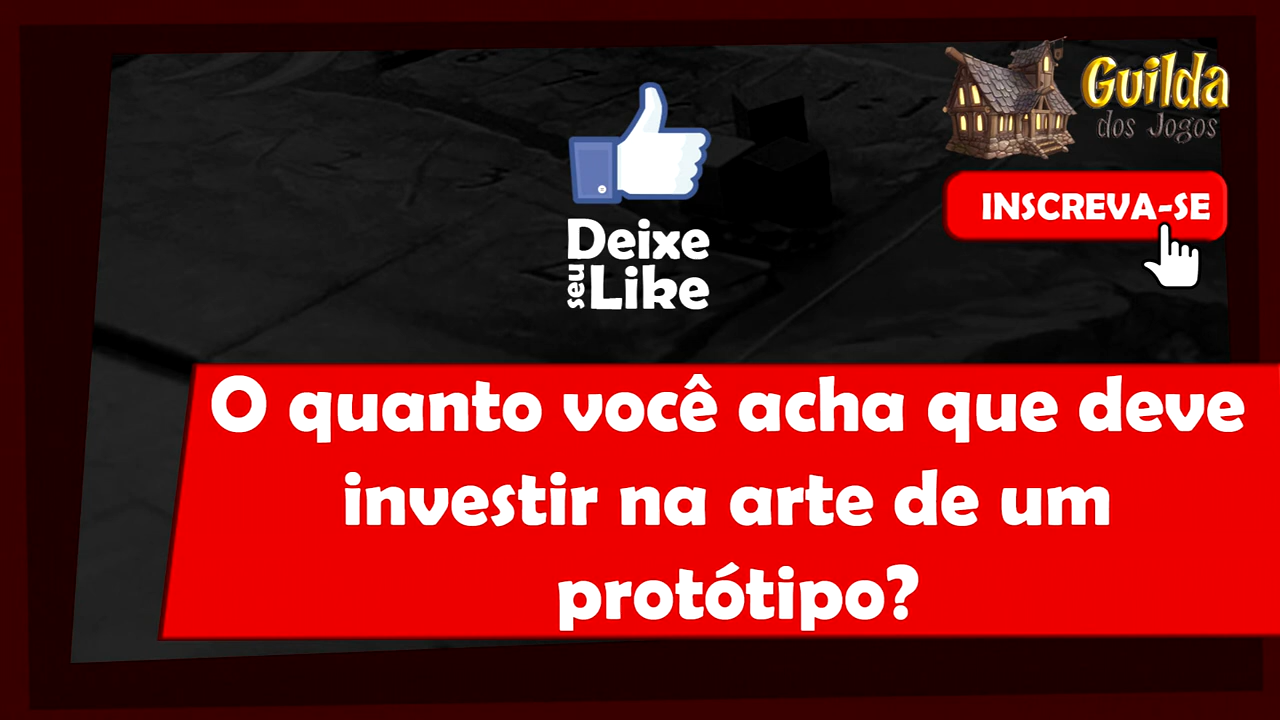 Guilda
dos Jogos
INSCREVA-SE
Deixe
seu Like
O quanto você acha que deve
investir na arte de um
protótipo?